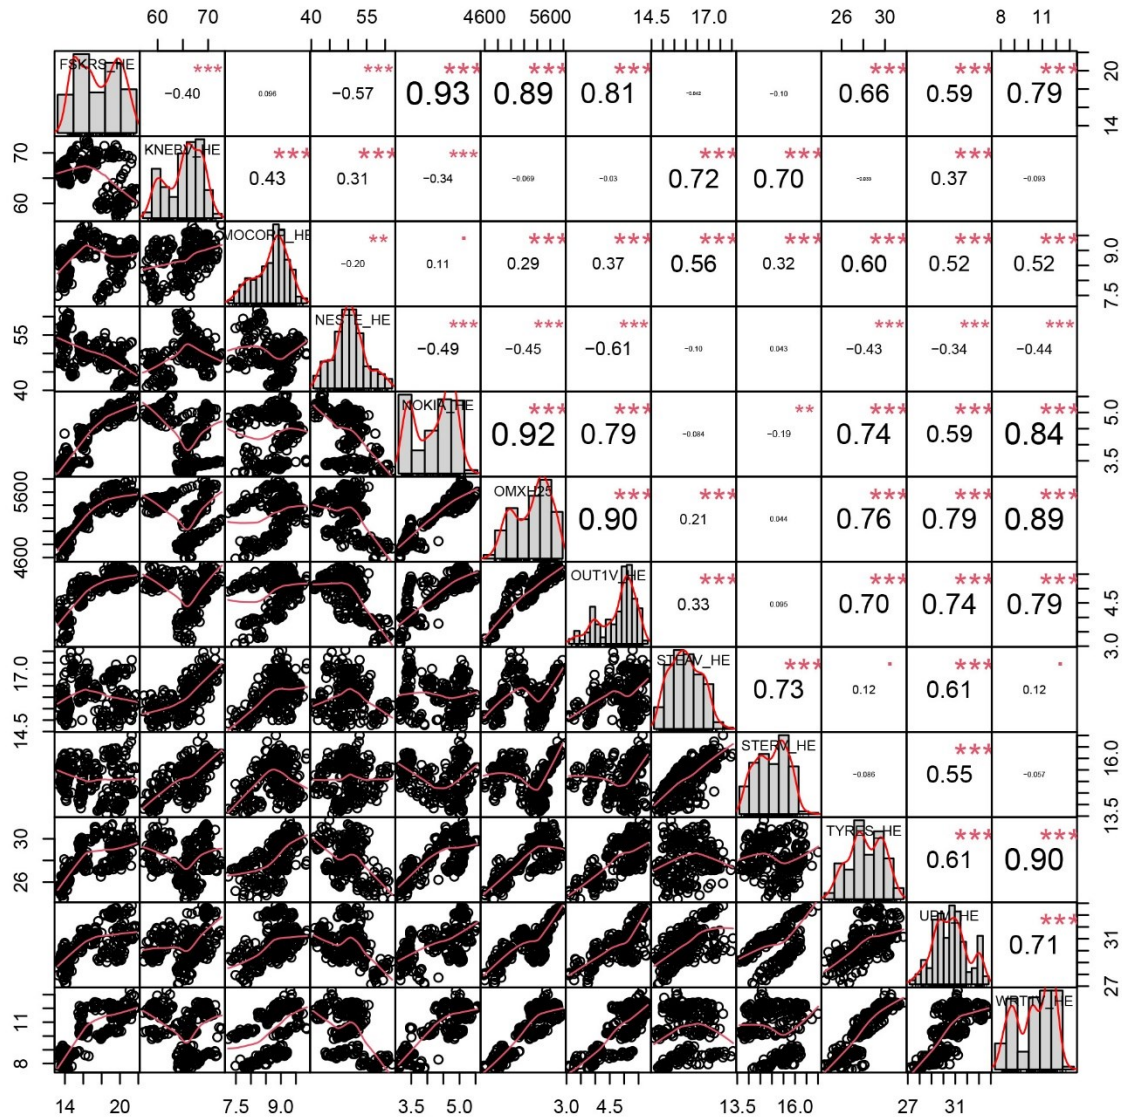 60 70 40 55 4600 5600 14.5 17.0 26 30 8 11
*** *** *** *** *** *** *** ***
FSKRS_HE −0.40 0.096 −0.57 0.93 0.89 0.81 −0.10 0.66 0.59 0.79
20
14
*** *** *** *** *** ***
70
60
KNEBV_HE 0.43 0.31 −0.34 −0.069 −0.03 0.72 0.70 0.37 −0.093
** . *** *** *** *** *** *** ***
MOCORP_HE −0.20 0.11 0.29 0.37 0.56 0.32 0.60 0.52 0.52
9.0
7.5
*** *** *** *** *** ***
55
40
NESTE_HE −0.49 −0.45 −0.61 −0.10 0.043 −0.43 −0.34 −0.44
*** *** ** *** *** ***
NOKIA_HE 0.92 0.79 −0.084 −0.19 0.74 0.59 0.84
5.0
3.5
*** *** *** *** ***
5600
4600
OMXH25 0.90 0.21 0.044 0.76 0.79 0.89
*** *** *** ***
OUT1V_HE 0.33 0.095 0.70 0.74 0.79
4.5
3.0
*** . *** .
17.0
14.5
STEAV_HE 0.73 0.12 0.61 0.12
***
STERV_HE −0.086 0.55 −0.057
16.0
13.5
*** ***
30
26
TYRES_HE 0.61 0.90
***
UPM_HE 0.71
31
27
11
8
WRT1V_HE
14 20 7.5 9.0 3.5 5.0 3.0 4.5 13.5 16.0 27 31